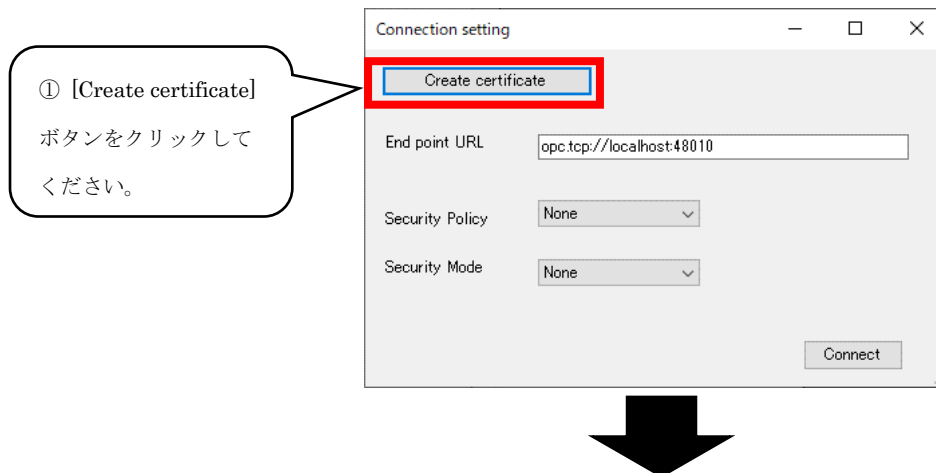 Connection setting
① [Create certificate]
ボタンをクリックして
ください。
Create certificate
End point URL
opc.tcp://localhost:48010
Security Policy
None
Security Mode
None
Connect